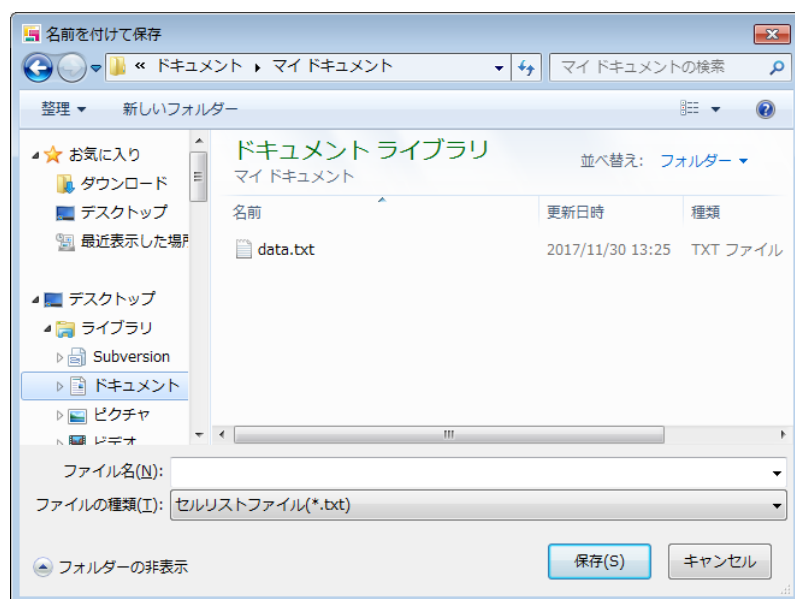 名前を付けて保存
« ドキュメント マイ ドキュメント
マイ ドキュメントの検索
整理 新しいフォルダー
お気に入り
ダウンロード
デスクトップ
最近表示した場所
デスクトップ
ライブラリ
Subversion
ドキュメント
ピクチャ
ビデオ
ドキュメント ライブラリ
マイ ドキュメント
並べ替え: フォルダー
名前 更新日時 種類
data.txt 2017/11/30 13:25 TXT ファイル
ファイル名(N):
ファイルの種類(T): セルリストファイル(*.txt)
フォルダーの非表示
保存(S) キャンセル